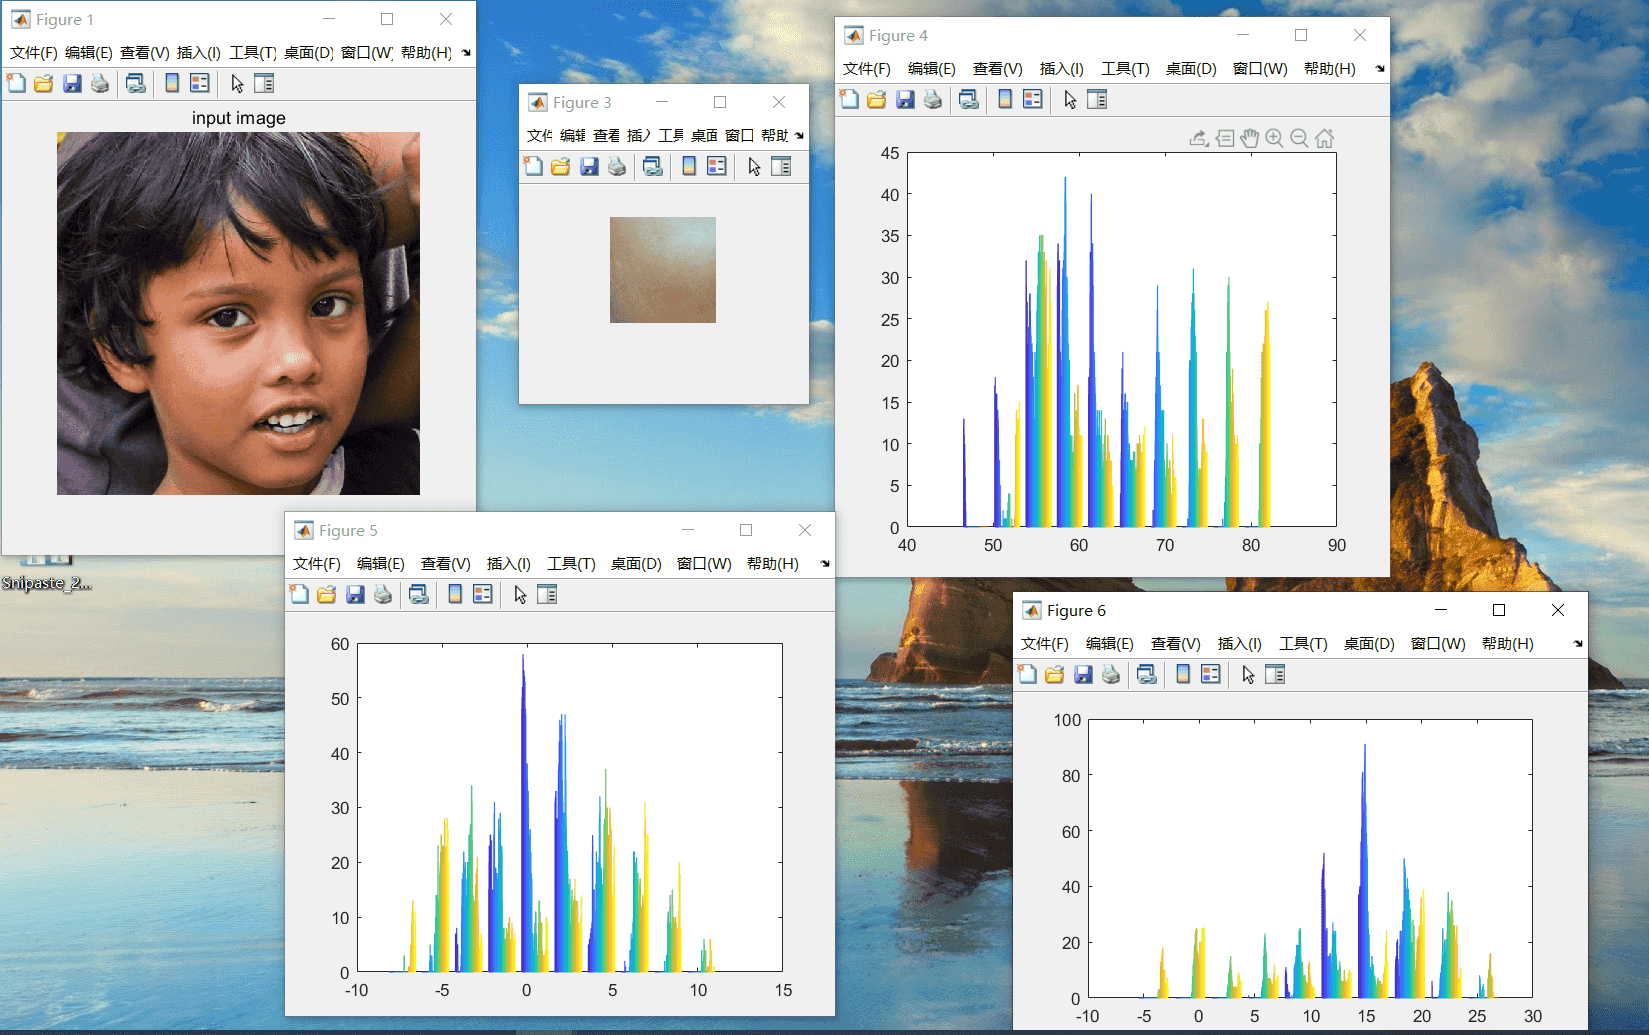 Figure 1
文件(F) 编辑(E) 查看(V) 插入(I) 工具(T) 桌面(D) 窗口(W) 帮助(H)
input image
Figure 3
文件 编辑 查看 插入 工具 桌面 窗口 帮助
Figure 4
文件(F) 编辑(E) 查看(V) 插入(I) 工具(T) 桌面(D) 窗口(W) 帮助(H)
45
40
35
30
25
20
15
10
5
0
40 50 60 70 80 90
Snipaste_2...
Figure 5
文件(F) 编辑(E) 查看(V) 插入(I) 工具(T) 桌面(D) 窗口(W) 帮助(H)
60
50
40
30
20
10
0
-10 -5 0 5 10 15
Figure 6
文件(F) 编辑(E) 查看(V) 插入(I) 工具(T) 桌面(D) 窗口(W) 帮助(H)
100
80
60
40
20
0
-10 -5 0 5 10 15 20 25 30